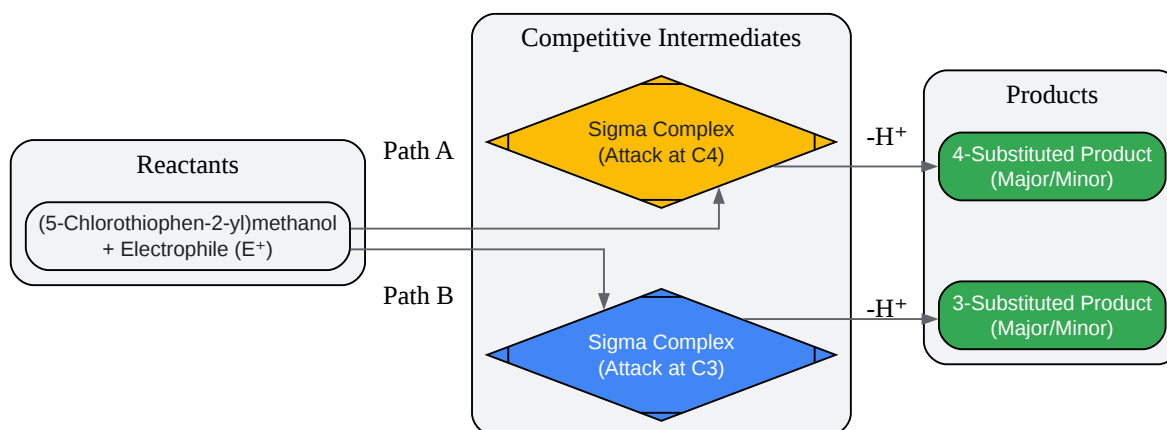 Competitive Intermediates
Reactants
(5-Chlorothiophen-2-yl)methanol
+ Electrophile (E⁺)
Path A
Path B
Sigma Complex
(Attack at C4)
Sigma Complex
(Attack at C3)
-H⁺
-H⁺
Products
4-Substituted Product
(Major/Minor)
3-Substituted Product
(Major/Minor)